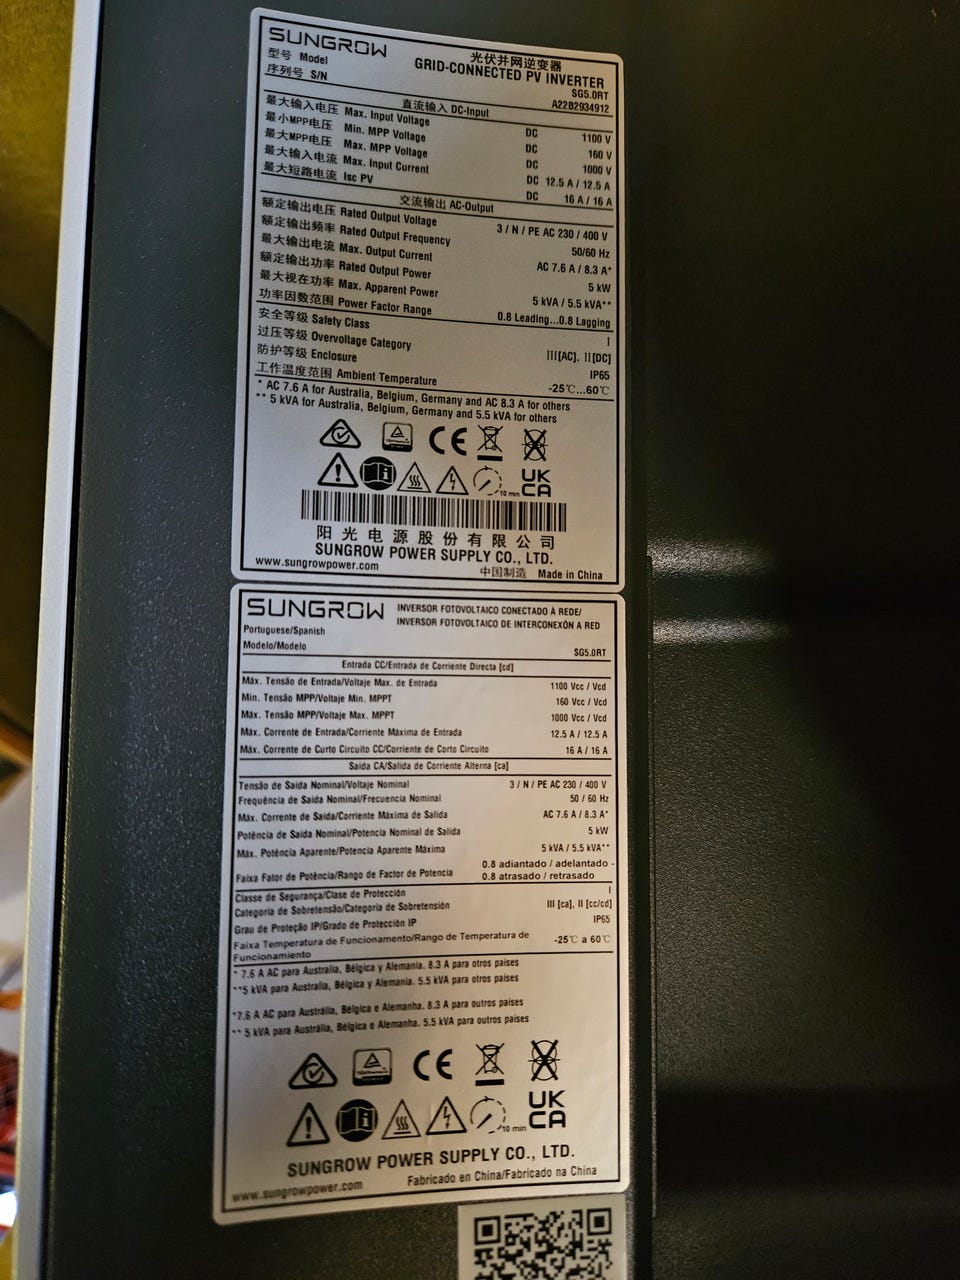 SUNGROW 光伏并网逆变器
GRID-CONNECTED PV INVERTER
型号 Model SG5.0RT
序列号 S/N A22B2934912
直流输入 DC-Input
最大输入电压 Max. Input Voltage DC 1100 V
最小MPP电压 Min. MPP Voltage DC 160 V
最大MPP电压 Max. MPP Voltage DC 1000 V
最大输入电流 Max. Input Current DC 12.5 A / 12.5 A
最大短路电流 Isc PV DC 16 A / 16 A
交流输出 AC-Output
额定输出电压 Rated Output Voltage 3 / N / PE AC 230 / 400 V
额定输出频率 Rated Output Frequency 50/60 Hz
最大输出电流 Max. Output Current AC 7.6 A / 8.3 A*
额定输出功率 Rated Output Power 5 kW
最大视在功率 Max. Apparent Power 5 kVA / 5.5 kVA**
功率因数范围 Power Factor Range 0.8 Leading...0.8 Lagging
安全等级 Safety Class I
过压等级 Overvoltage Category III[AC], II[DC]
防护等级 Enclosure IP65
工作温度范围 Ambient Temperature -25℃...60℃
* AC 7.6 A for Australia, Belgium, Germany and AC 8.3 A for others
** 5 kVA for Australia, Belgium, Germany and 5.5 kVA for others
CE
10 min
UK
CA
阳光电源股份有限公司
SUNGROW POWER SUPPLY CO., LTD.
www.sungrowpower.com 中国制造 Made in China
SUNGROW INVERSOR FOTOVOLTAICO CONECTADO À REDE/
INVERSOR FOTOVOLTAICO DE INTERCONEXÓN A RED
Portuguese/Spanish
Modelo/Modelo SG5.0RT
Entrada CC/Entrada de Corriente Directa [cd]
Máx. Tensão de Entrada/Voltaje Max. de Entrada 1100 Vcc / Vcd
Min. Tensão MPP/Voltaje Min. MPPT 160 Vcc / Vcd
Máx. Tensão MPP/Voltaje Max. MPPT 1000 Vcc / Vcd
Máx. Corrente de Entrada/Corriente Máxima de Entrada 12.5 A / 12.5 A
Máx. Corrente de Curto Circuito CC/Corriente de Corto Circuito 16 A / 16 A
Saída CA/Salida de Corriente Alterna [ca]
Tensão de Saída Nominal/Voltaje Nominal 3 / N / PE AC 230 / 400 V
Frequência de Saída Nominal/Frecuencia Nominal 50 / 60 Hz
Máx. Corrente de Saída/Corriente Máxima de Salida AC 7.6 A / 8.3 A*
Potência de Saída Nominal/Potencia Nominal de Salida 5 kW
Máx. Potência Aparente/Potencia Aparente Máxima 5 kVA / 5.5 kVA**
Faixa Fator de Potência/Rango de Factor de Potencia 0.8 adiantado / adelantado -
0.8 atrasado / retrasado
Classe de Segurança/Clase de Protección I
Categoria de Sobretensão/Categoría de Sobretensión III [ca], II [cc/cd]
Grau de Proteção IP/Grado de Protección IP IP65
Faixa Temperatura de Funcionamento/Rango de Temperatura de
Funcionamiento -25℃ a 60℃
* 7.6 A AC para Australia, Bélgica y Alemania. 8.3 A para otros países
**5 kVA para Australia, Bélgica y Alemania. 5.5 kVA para otros países
*7.6 A AC para Austrália, Bélgica e Alemanha. 8.3 A para outros países
** 5 kVA para Austrália, Bélgica e Alemanha. 5.5 kVA para outros países
CE
10 min
UK
CA
SUNGROW POWER SUPPLY CO., LTD.
www.sungrowpower.com Fabricado en China/Fabricado na China